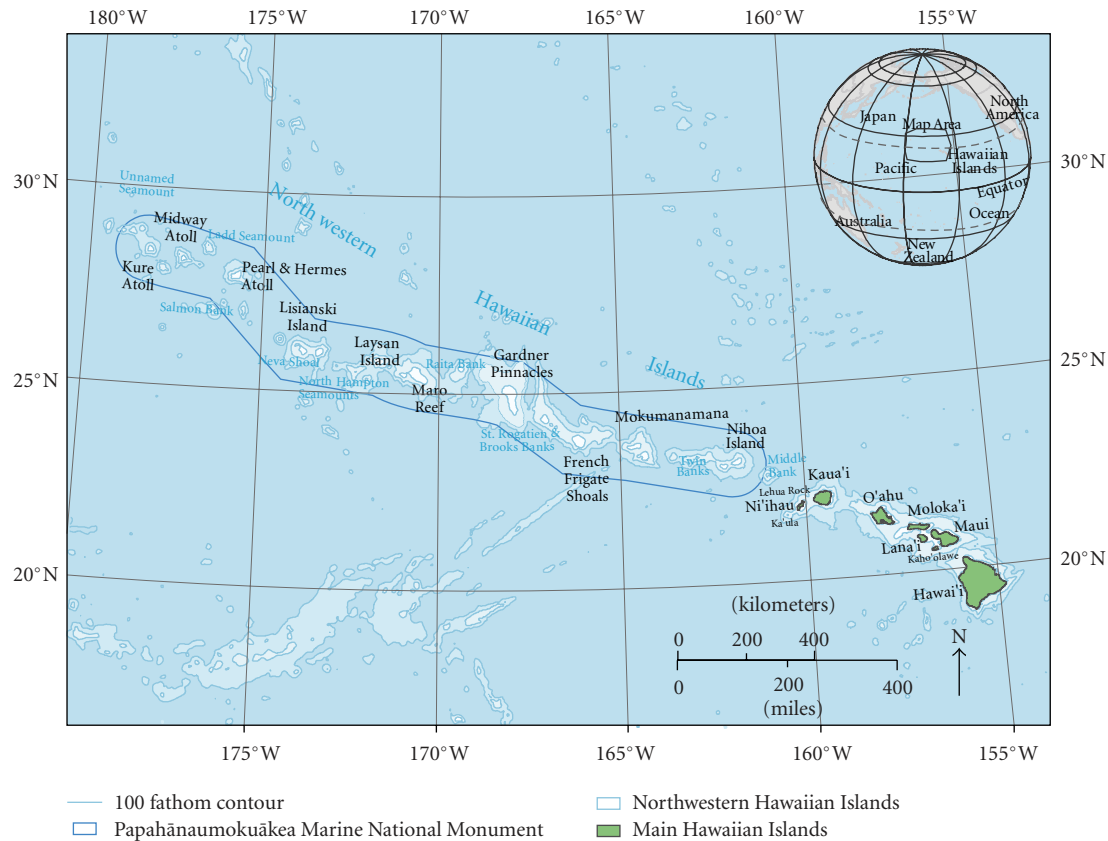 180°W 175°W 170°W 165°W 160°W 155°W
North
America
Japan
Map Area
Hawaiian
Islands
Pacific
Equator
Ocean
Australia
New
Zealand
30°N 30°N
Unnamed
Seamount
North western
Midway
Atoll
Ladd Seamount
Kure
Atoll
Pearl & Hermes
Atoll
Salmon Bank
Lisianski
Island
Hawaiian
Laysan
Island
Neva Shoal
Raita Bank
Gardner
Pinnacles
Islands
25°N 25°N
North Hampton
Seamounts
Maro
Reef
Mokumanamana
St. Rogatien &
Brooks Banks
Nihoa
Island
French
Frigate
Shoals
Twin
Banks
Middle
Bank
Kaua'i
Lehua Rock
Ni'ihau
Ka'ula
O'ahu
Moloka'i
Maui
Lana'i
Kaho'olawe
Hawai'i
20°N 20°N
(kilometers)
0 200 400
0 200 400
(miles)
N
175°W 170°W 165°W 160°W 155°W
100 fathom contour
Papahānaumokuākea Marine National Monument
Northwestern Hawaiian Islands
Main Hawaiian Islands